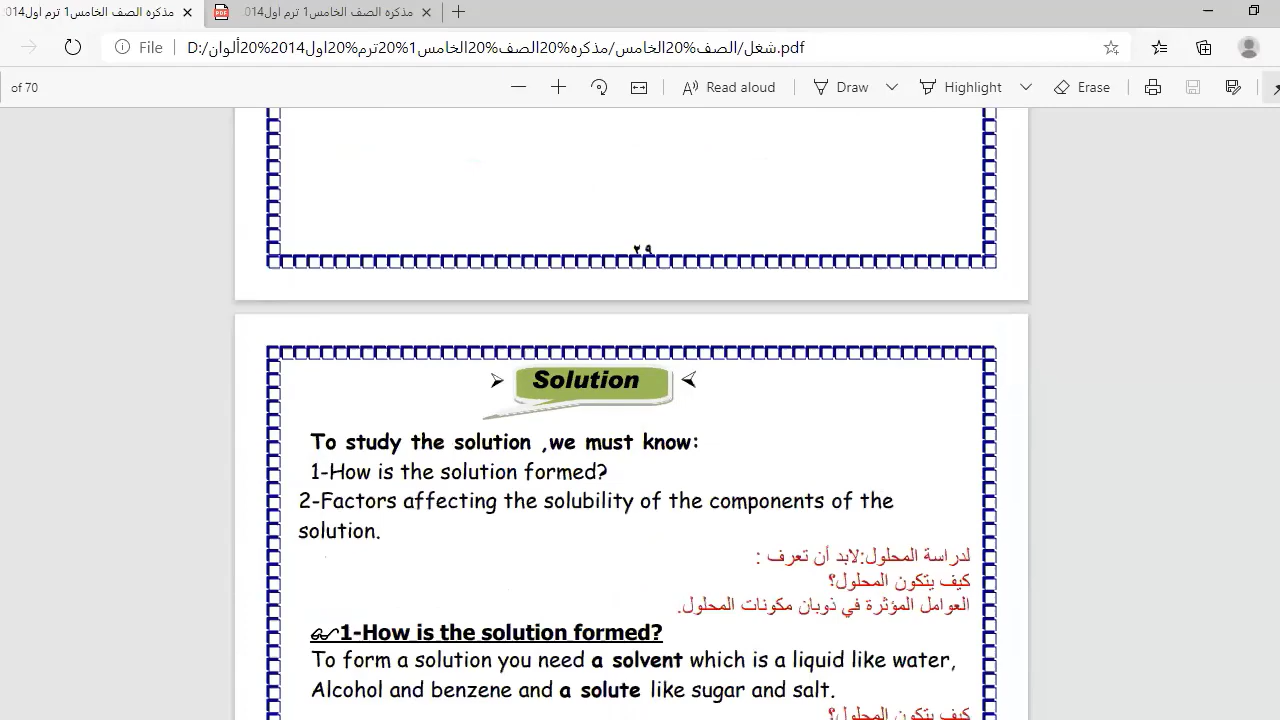 مذكره الصف الخامس1 ترم اول2014
مذكره الصف الخامس1 ترم اول2014
File
D:/شغل/الصف%20الخامس/مذكره%20الصف%20الخامس1%20ترم%20اول2014%20ألوان.pdf
of 70
Read aloud
Draw
Highlight
Erase
٢٩
Solution
To study the solution ,we must know:
1-How is the solution formed?
2-Factors affecting the solubility of the components of the
solution.
لدراسة المحلول:لابد أن تعرف :
كيف يتكون المحلول؟
العوامل المؤثرة في ذوبان مكونات المحلول.
1-How is the solution formed?
To form a solution you need a solvent which is a liquid like water,
Alcohol and benzene and a solute like sugar and salt.
كيف يتكون المحلول؟